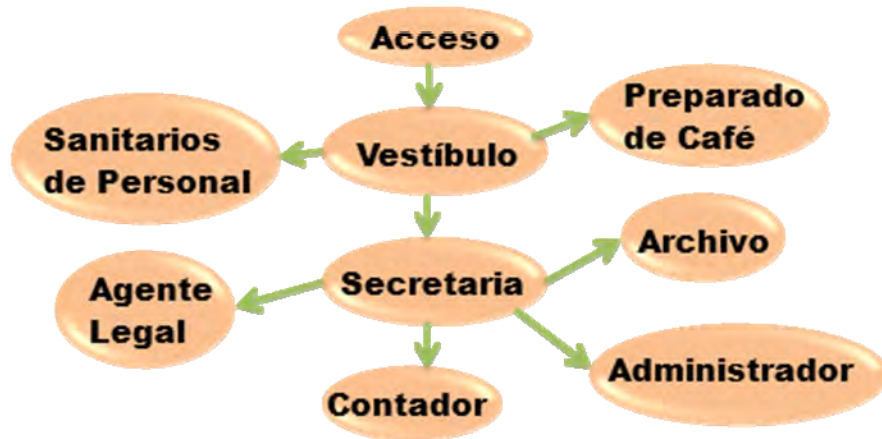 Acceso
Preparado
de Café
Sanitarios
de Personal
Vestíbulo
Archivo
Secretaria
Agente
Legal
Administrador
Contador